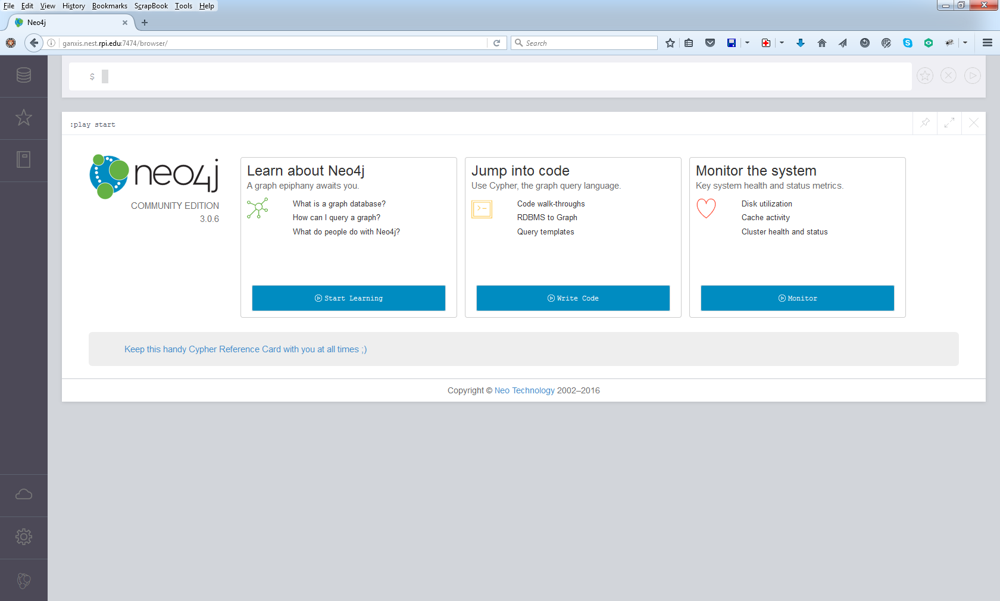 File Edit View History Bookmarks ScrapBook Tools Help
Neo4j
ganxis.nest.rpi.edu:7474/browser/
Search
$
:play start
neo4j
COMMUNITY EDITION
3.0.6
Learn about Neo4j
A graph epiphany awaits you.
What is a graph database?
How can I query a graph?
What do people do with Neo4j?
Start Learning
Jump into code
Use Cypher, the graph query language.
Code walk-throughs
RDBMS to Graph
Query templates
Write Code
Monitor the system
Key system health and status metrics.
Disk utilization
Cache activity
Cluster health and status
Monitor
Keep this handy Cypher Reference Card with you at all times ;)
Copyright © Neo Technology 2002–2016